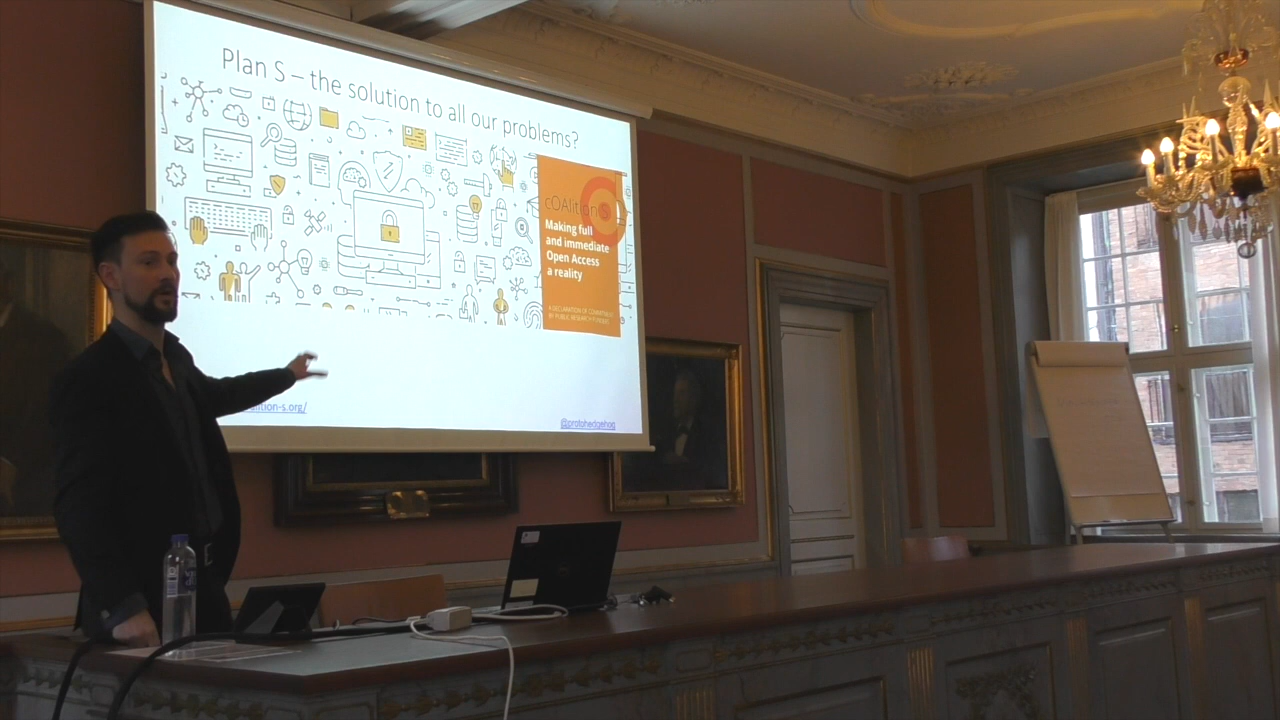 Plan S – the solution to all our problems?
cOAlition S
Making full
and immediate
Open Access
a reality
A DECLARATION OF COMMITMENT
BY PUBLIC RESEARCH FUNDERS
alition-s.org/
@protohedgehog